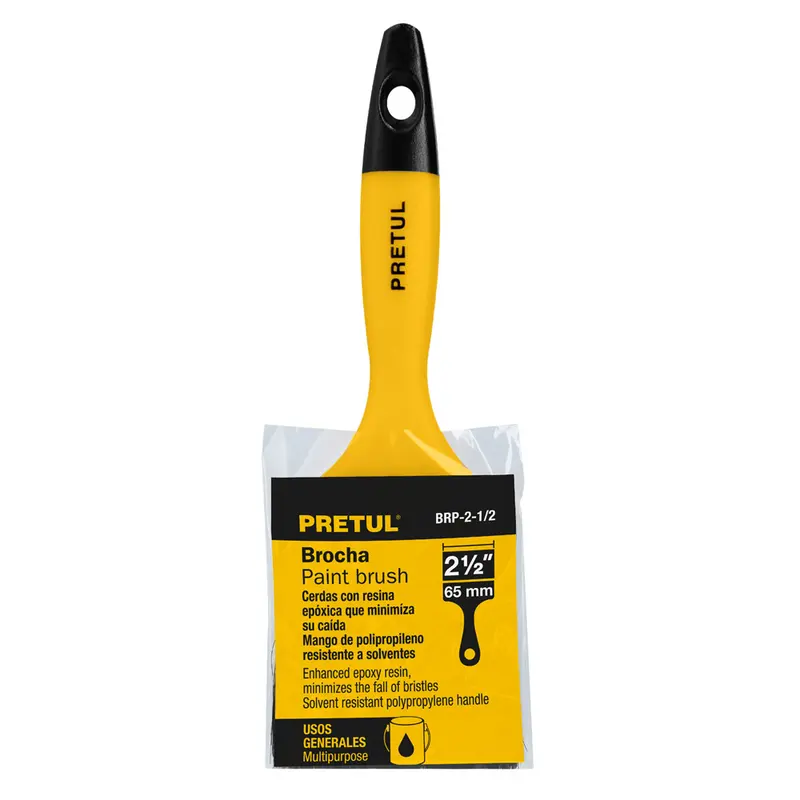 PRETUL
PRETUL®
BRP-2-1/2
Brocha
Paint brush
2½"
65 mm
Cerdas con resina
epóxica que minimíza
su caída
Mango de polipropileno
resistente a solventes
Enhanced epoxy resin,
minimizes the fall of bristles
Solvent resistant polypropylene handle
USOS
GENERALES
Multipurpose